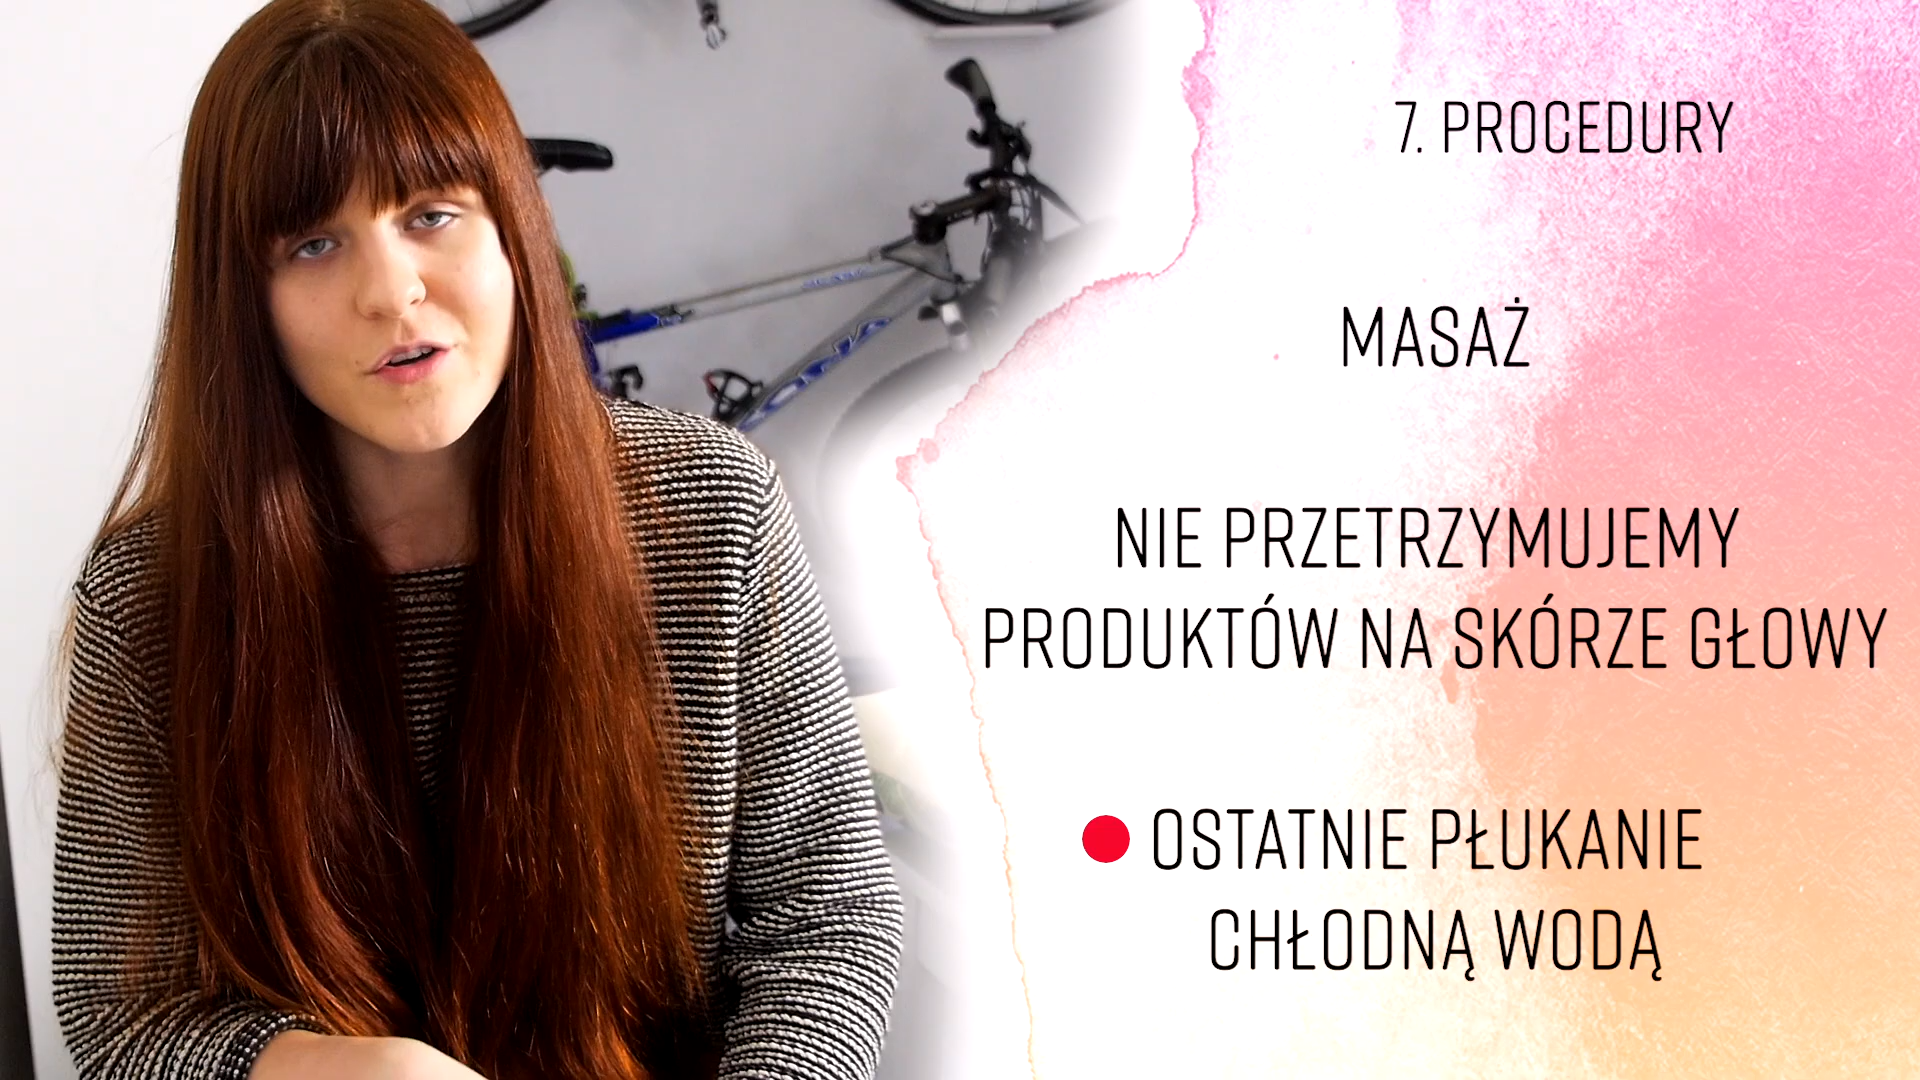 7. PROCEDURY
MASAŻ
NIE PRZETRZYMUJEMY
PRODUKTÓW NA SKÓRZE GŁOWY
OSTATNIE PŁUKANIE
CHŁODNĄ WODĄ